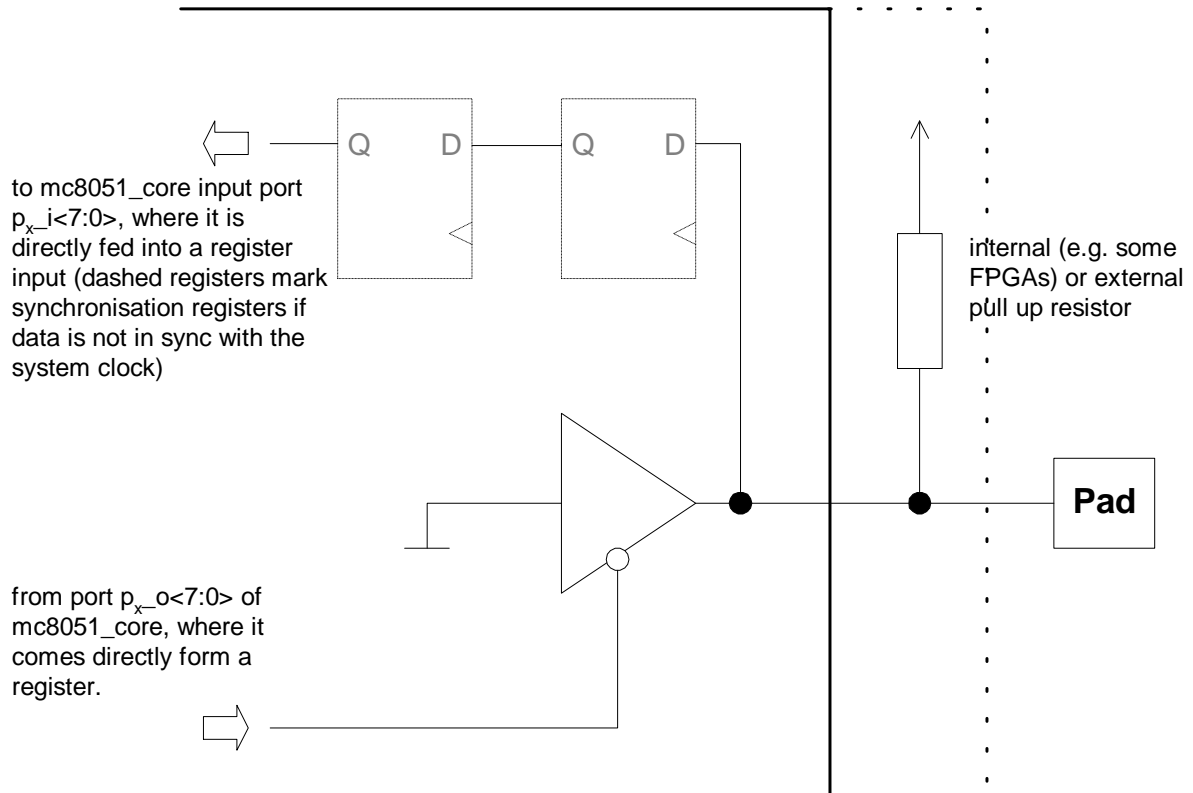 Q D Q D
to mc8051_core input port
px_i<7:0>, where it is
directly fed into a register
input (dashed registers mark
synchronisation registers if
data is not in sync with the
system clock)
internal (e.g. some
FPGAs) or external
pull up resistor
Pad
from port px_o<7:0> of
mc8051_core, where it
comes directly form a
register.